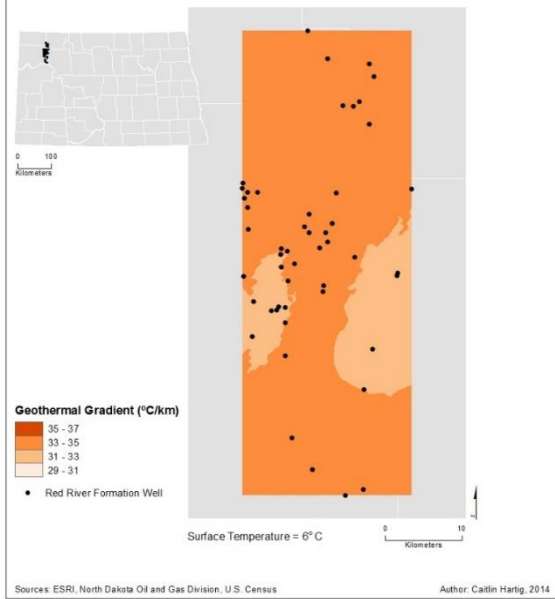 0 100
Kilometers
Geothermal Gradient (°C/km)
35 - 37
33 - 35
31 - 33
29 - 31
Red River Formation Well
Surface Temperature = 6°C
0 10
Kilometers
Sources: ESRI, North Dakota Oil and Gas Division, U.S. Census
Author: Caitlin Hartig, 2014